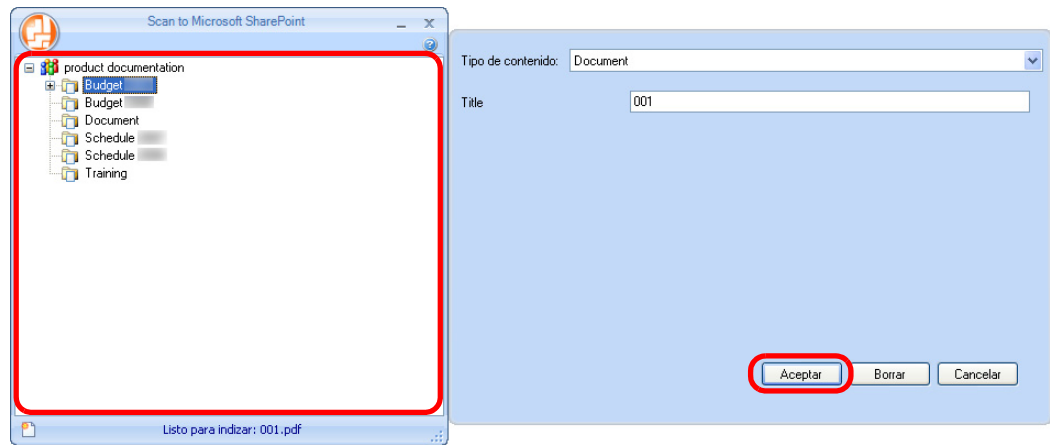 Scan to Microsoft SharePoint
product documentation
Budget
Budget
Document
Schedule
Schedule
Training
Listo para indizar: 001.pdf
Tipo de contenido: Document
Title 001
Aceptar Borrar Cancelar